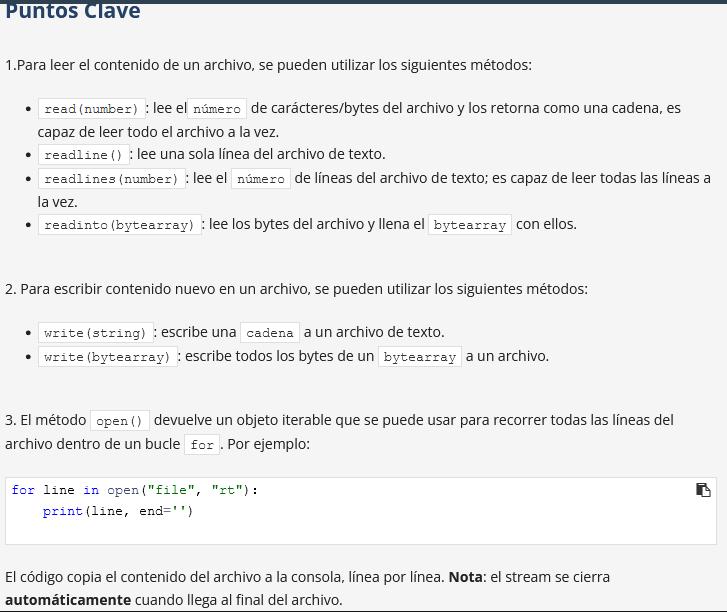 Puntos Clave
1.Para leer el contenido de un archivo, se pueden utilizar los siguientes métodos:
• read(number) : lee el número de carácteres/bytes del archivo y los retorna como una cadena, es
capaz de leer todo el archivo a la vez.
• readline() : lee una sola línea del archivo de texto.
• readlines(number) : lee el número de líneas del archivo de texto; es capaz de leer todas las líneas a
la vez.
• readinto(bytearray) : lee los bytes del archivo y llena el bytearray con ellos.
2. Para escribir contenido nuevo en un archivo, se pueden utilizar los siguientes métodos:
• write(string) : escribe una cadena a un archivo de texto.
• write(bytearray) : escribe todos los bytes de un bytearray a un archivo.
3. El método open() devuelve un objeto iterable que se puede usar para recorrer todas las líneas del
archivo dentro de un bucle for . Por ejemplo:
for line in open("file", "rt"):
    print(line, end='')
El código copia el contenido del archivo a la consola, línea por línea. Nota: el stream se cierra
automáticamente cuando llega al final del archivo.